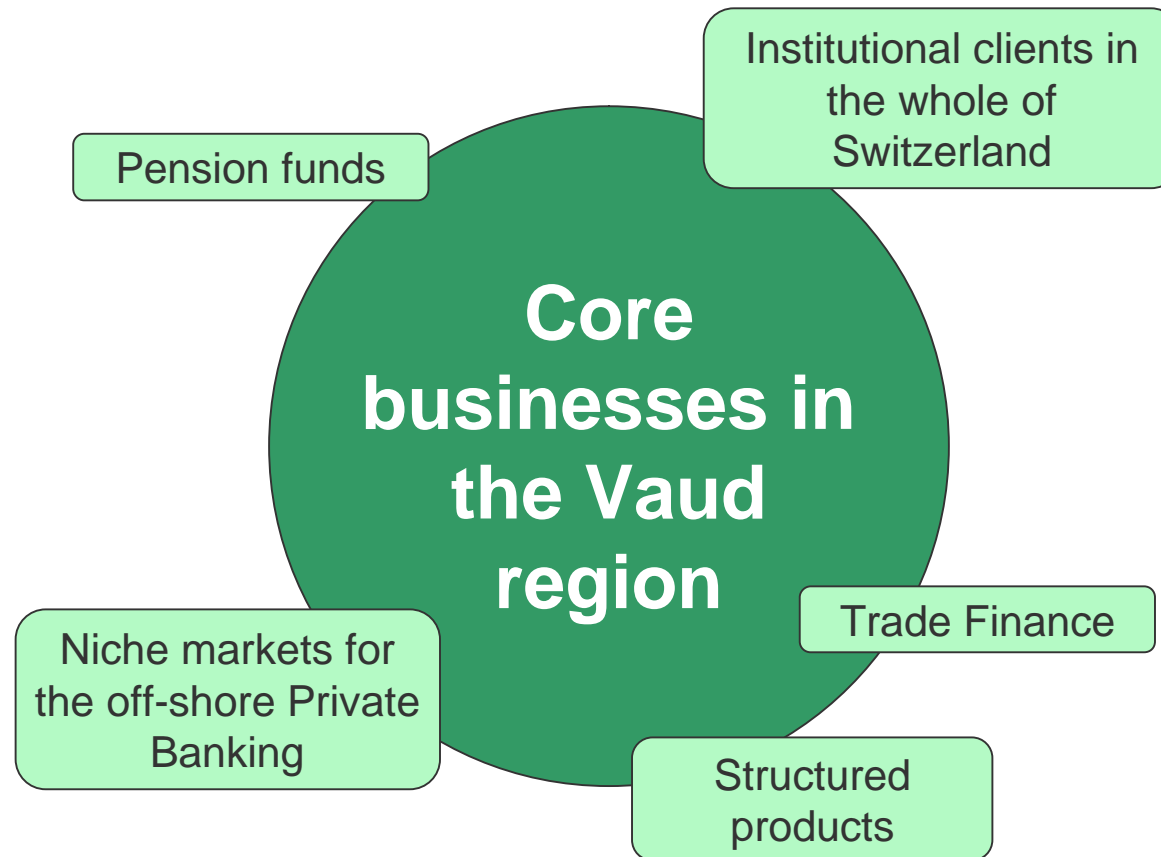 Institutional clients in
the whole of
Switzerland
Pension funds
Core
businesses in
the Vaud
region
Trade Finance
Niche markets for
the off-shore Private
Banking
Structured
products